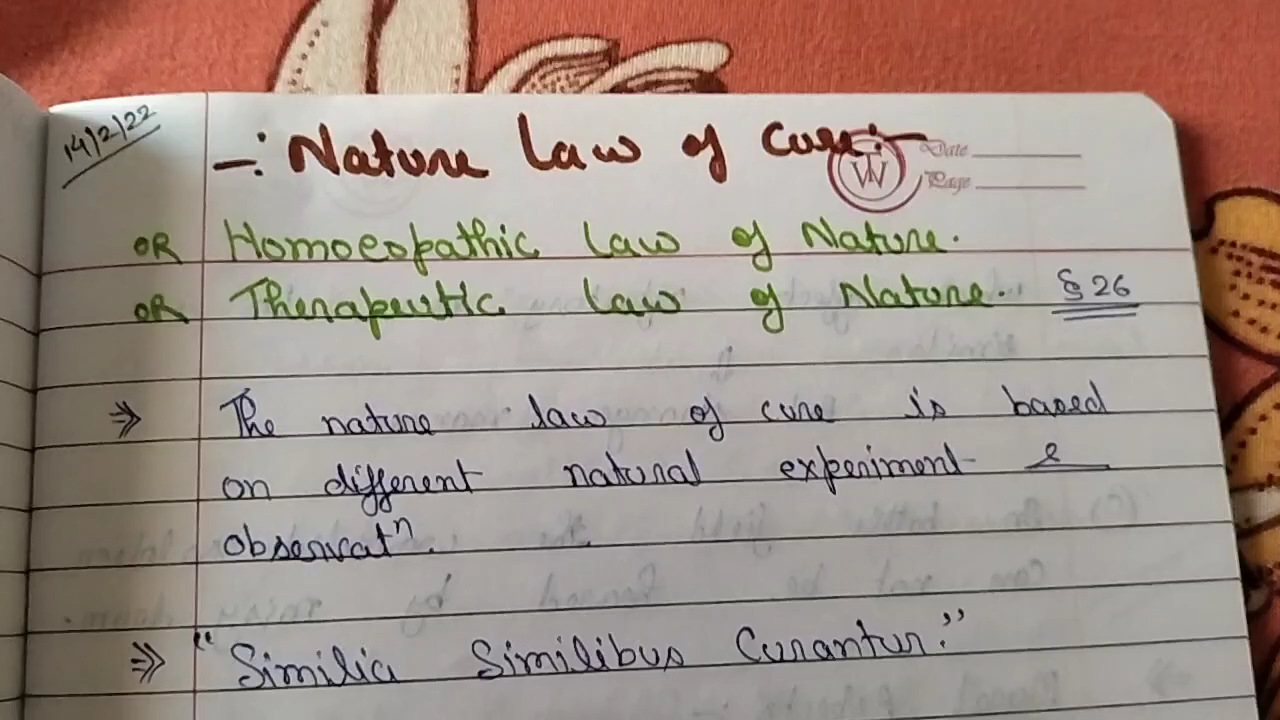 14/2/22
-: Nature law of Cure:-
Date
Page
OR Homoeopathic law of Nature.
OR Therapeutic law of Nature. § 26
⇒ The nature law of cure is based
on different natural experiment &
observatⁿ.
⇒ "Similia Similibus Curantur."